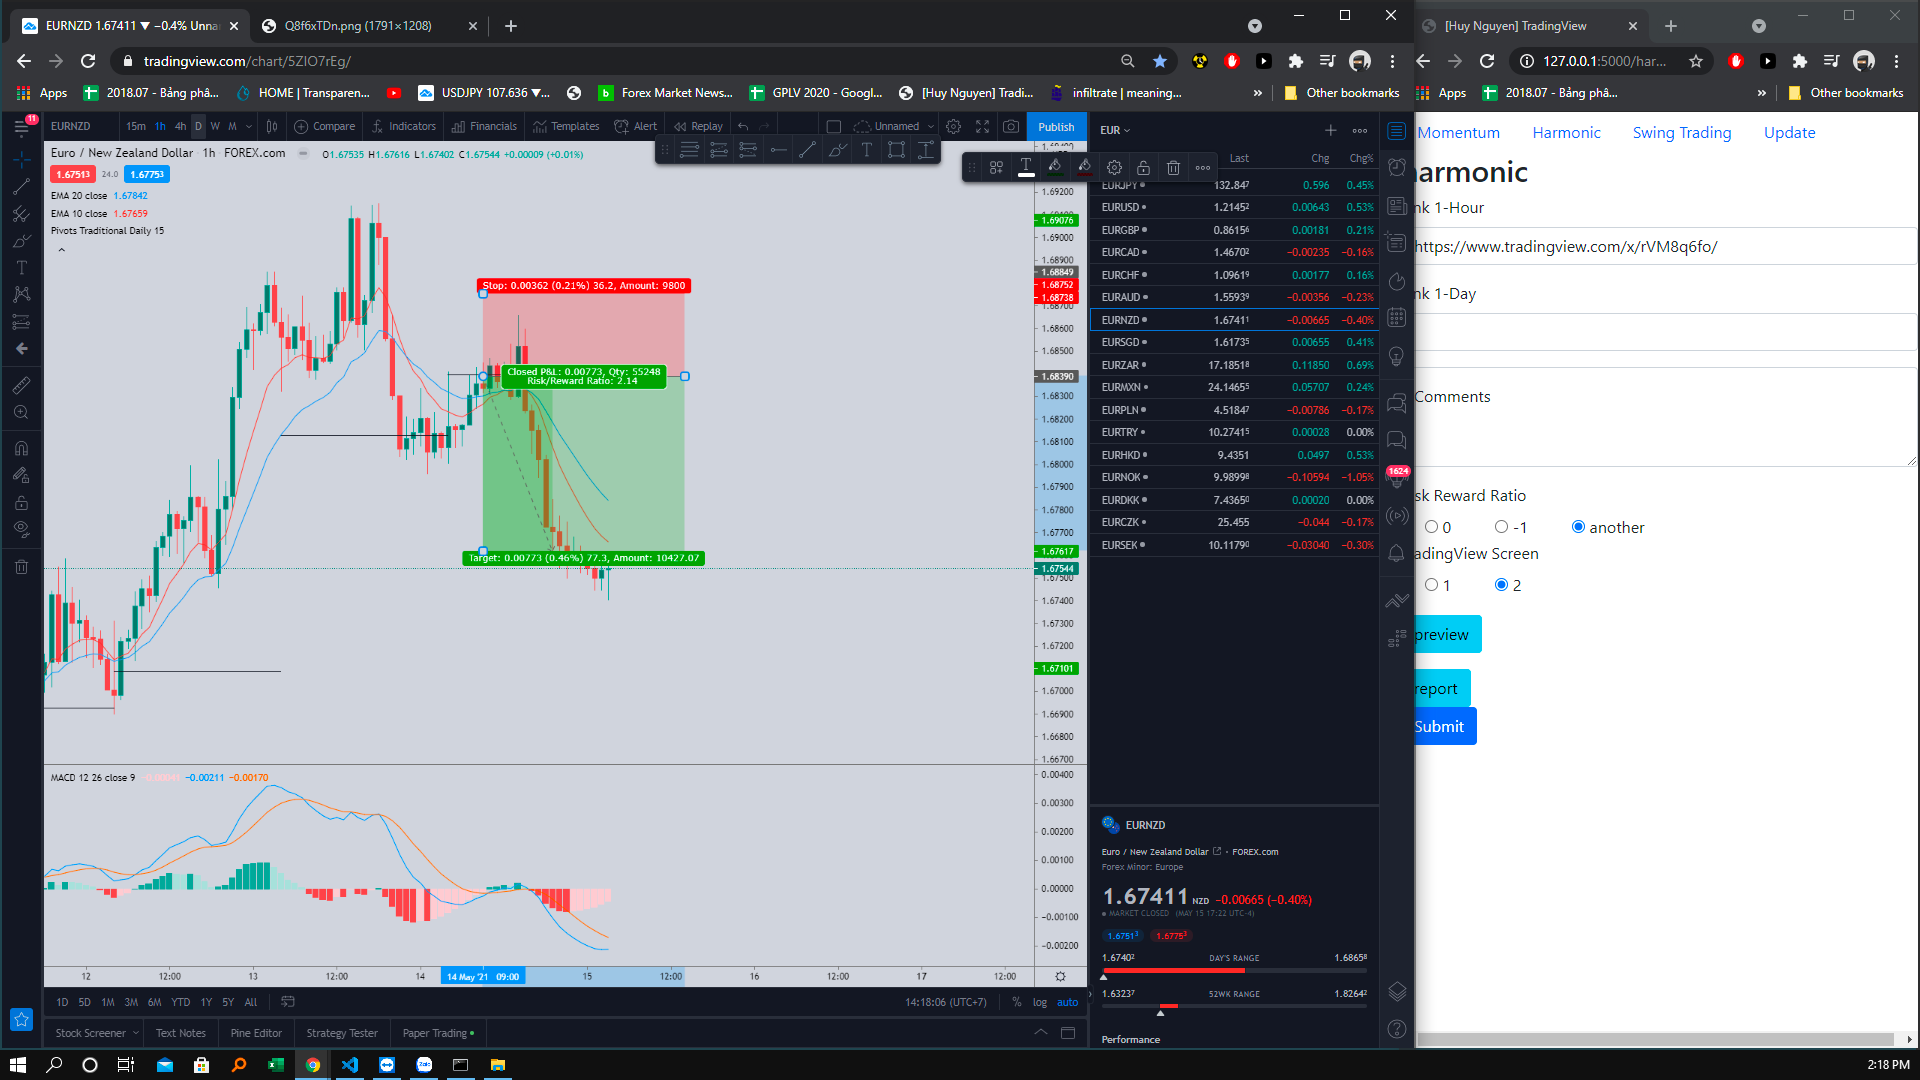 EURNZD 1.67411 ▼ −0.4% Unna
Q8f6xTDn.png (1791×1208)
[Huy Nguyen] TradingView
tradingview.com/chart/5ZIO7rEg/
127.0.0.1:5000/har...
Apps
2018.07 - Bảng phâ...
HOME | Transparen...
USDJPY 107.636 ▼...
Forex Market News...
GPLV 2020 - Googl...
[Huy Nguyen] Tradi...
infiltrate | meaning...
»
Other bookmarks
Apps
2018.07 - Bảng phâ...
»
Other bookmarks
11
EURNZD
15m 1h 4h D W M
Compare
Indicators
Financials
Templates
Alert
Replay
Unnamed
Publish
EUR
Momentum
Harmonic
Swing Trading
Update
Euro / New Zealand Dollar · 1h · FOREX.com
O1.67535 H1.67616 L1.67402 C1.67544 +0.00009 (+0.01%)
1.67513 24.0 1.67753
EMA 20 close 1.67842
EMA 10 close 1.67659
Pivots Traditional Daily 15
Last Chg Chg%
EURJPY 132.847 0.596 0.45%
EURUSD 1.21452 0.00643 0.53%
EURGBP 0.86156 0.00181 0.21%
EURCAD 1.46702 −0.00235 −0.16%
EURCHF 1.09619 0.00177 0.16%
EURAUD 1.55939 −0.00356 −0.23%
EURNZD 1.67411 −0.00665 −0.40%
EURSGD 1.61735 0.00655 0.41%
EURZAR 17.18518 0.11850 0.69%
EURMXN 24.14655 0.05707 0.24%
EURPLN 4.51847 −0.00786 −0.17%
EURTRY 10.27415 0.00028 0.00%
EURHKD 9.4351 0.0497 0.53%
EURNOK 9.98998 −0.10594 −1.05%
EURDKK 7.43650 0.00020 0.00%
EURCZK 25.455 −0.044 −0.17%
EURSEK 10.11790 −0.03040 −0.30%
1624
Stop: 0.00362 (0.21%) 36.2, Amount: 9800
Closed P&L: 0.00773, Qty: 55248
Risk/Reward Ratio: 2.14
Target: 0.00773 (0.46%) 77.3, Amount: 10427.07
1.69200
1.69076
1.69000
1.68900
1.68849
1.68752
1.68738
1.68700
1.68600
1.68500
1.68390
1.68300
1.68200
1.68100
1.68000
1.67900
1.67800
1.67700
1.67617
1.67544
1.67500
1.67400
1.67300
1.67200
1.67101
1.67000
1.66900
1.66800
1.66700
MACD 12 26 close 9 −0.00041 −0.00211 −0.00170
0.00400
0.00300
0.00200
0.00100
0.00000
−0.00100
−0.00200
12 12:00 13 12:00 14 14 May '21 09:00 15 12:00 16 12:00 17 12:00
1D 5D 1M 3M 6M YTD 1Y 5Y All
14:18:06 (UTC+7) % log auto
Stock Screener
Text Notes
Pine Editor
Strategy Tester
Paper Trading
EURNZD
Euro / New Zealand Dollar · FOREX.com
Forex Minor: Europe
1.67411 NZD −0.00665 (−0.40%)
MARKET CLOSED (MAY 15 17:22 UTC-4)
1.67513 1.67753
1.67402 DAY'S RANGE 1.68658
1.63237 52WK RANGE 1.82642
Performance
armonic
nk 1-Hour
https://www.tradingview.com/x/rVM8q6fo/
nk 1-Day
Comments
sk Reward Ratio
0 -1 another
adingView Screen
1 2
preview
report
Submit
Zalo
2:18 PM